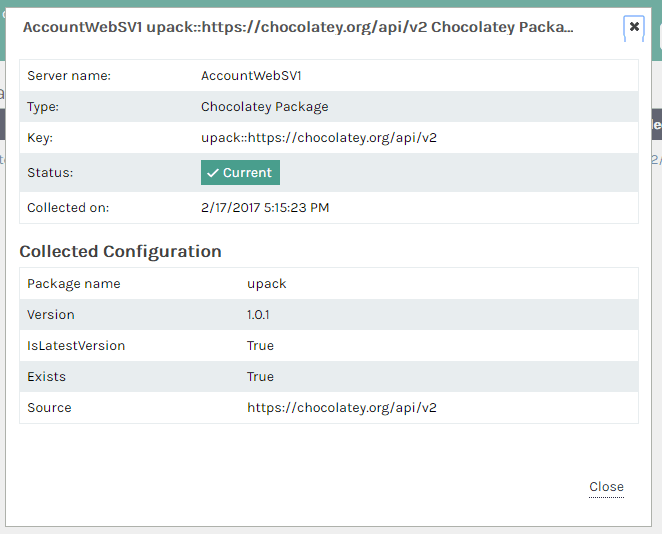 AccountWebSV1 upack::https://chocolatey.org/api/v2 Chocolatey Packa...
Server name: AccountWebSV1
Type: Chocolatey Package
Key: upack::https://chocolatey.org/api/v2
Status: Current
Collected on: 2/17/2017 5:15:23 PM
Collected Configuration
Package name upack
Version 1.0.1
IsLatestVersion True
Exists True
Source https://chocolatey.org/api/v2
Close